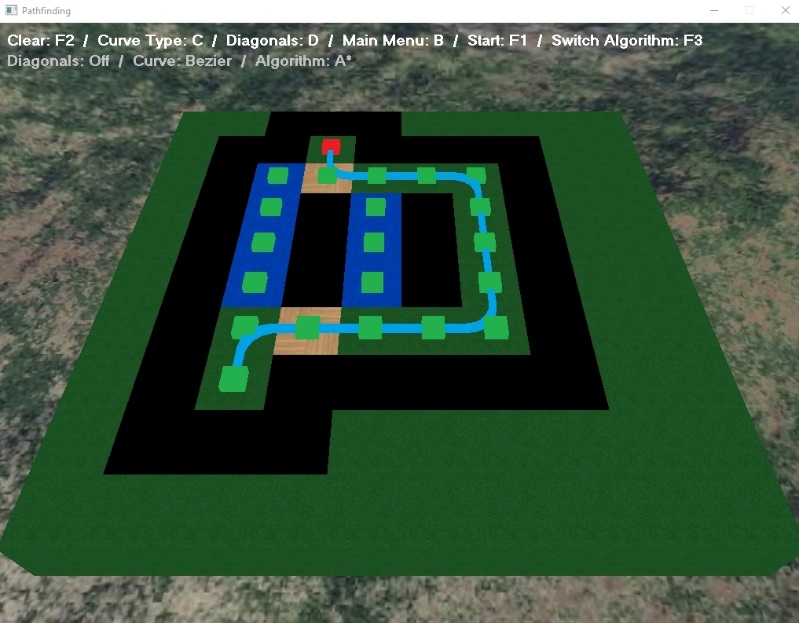 Pathfinding
Clear: F2 / Curve Type: C / Diagonals: D / Main Menu: B / Start: F1 / Switch Algorithm: F3
Diagonals: Off / Curve: Bezier / Algorithm: A*